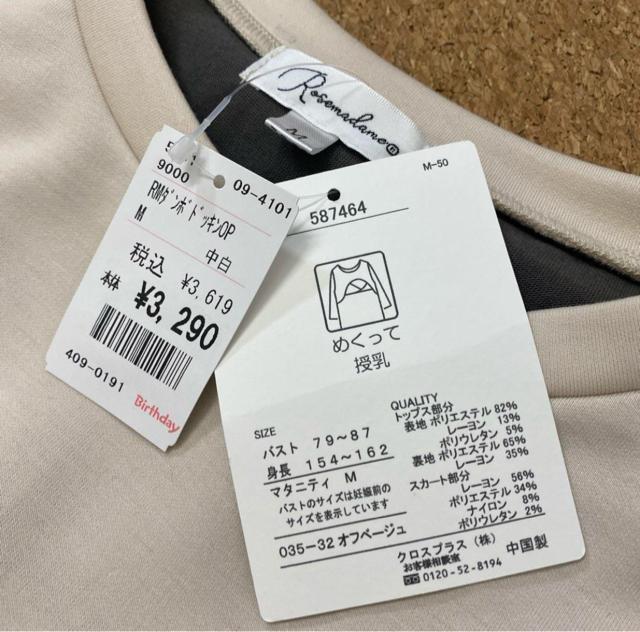 Rosemadame®
M
9000
09-4101
RMダンボドッキンOP
M
中白
税込 ¥3,619
本体 ¥3,290
409-0191
Birthday
M-50
587464
めくって
授乳
SIZE
バスト 79～87
身長 154～162
マタニティ M
バストのサイズは妊娠前の
サイズを表示しています
035-32 オフベージュ
QUALITY
トップス部分
表地 ポリエステル 82%
レーヨン 13%
ポリウレタン 5%
裏地 ポリエステル 65%
レーヨン 35%
スカート部分
レーヨン 56%
ポリエステル 34%
ナイロン 8%
ポリウレタン 2%
クロスプラス（株） 中国製
お客様相談室
0120-52-8194